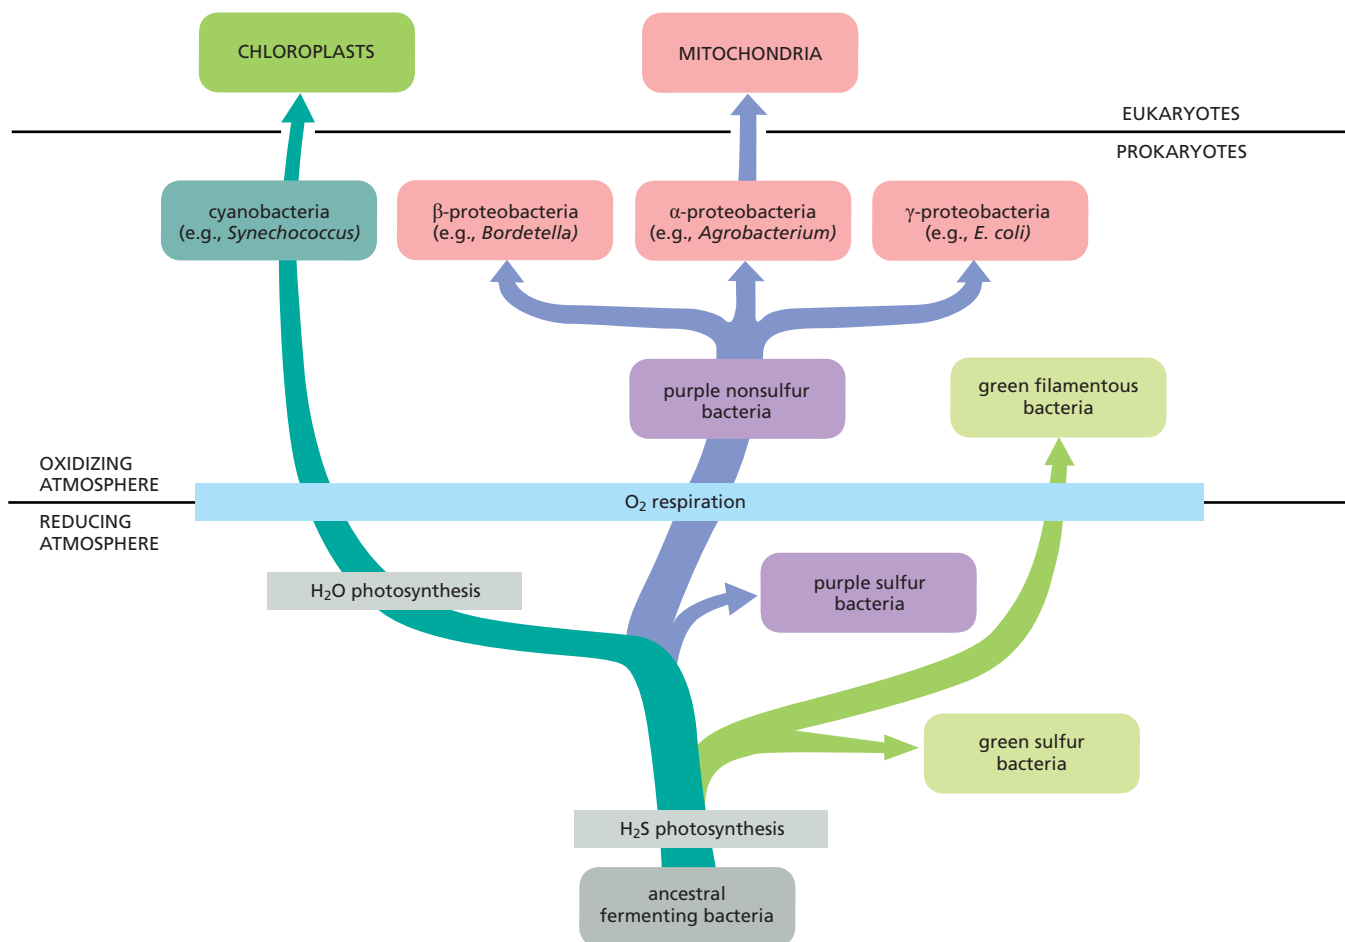 CHLOROPLASTS
MITOCHONDRIA
EUKARYOTES
PROKARYOTES
cyanobacteria
(e.g., Synechococcus)
β-proteobacteria
(e.g., Bordetella)
α-proteobacteria
(e.g., Agrobacterium)
γ-proteobacteria
(e.g., E. coli)
purple nonsulfur
bacteria
green filamentous
bacteria
OXIDIZING
ATMOSPHERE
O₂ respiration
REDUCING
ATMOSPHERE
H₂O photosynthesis
purple sulfur
bacteria
green sulfur
bacteria
H₂S photosynthesis
ancestral
fermenting bacteria